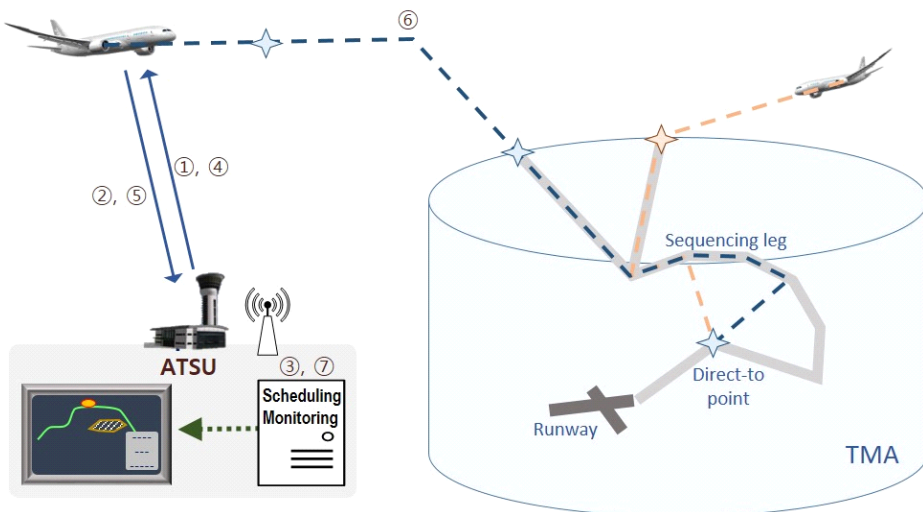 ⑥
①, ④
②, ⑤
Sequencing leg
ATSU
③, ⑦
Scheduling
Monitoring
Direct-to
point
Runway
TMA